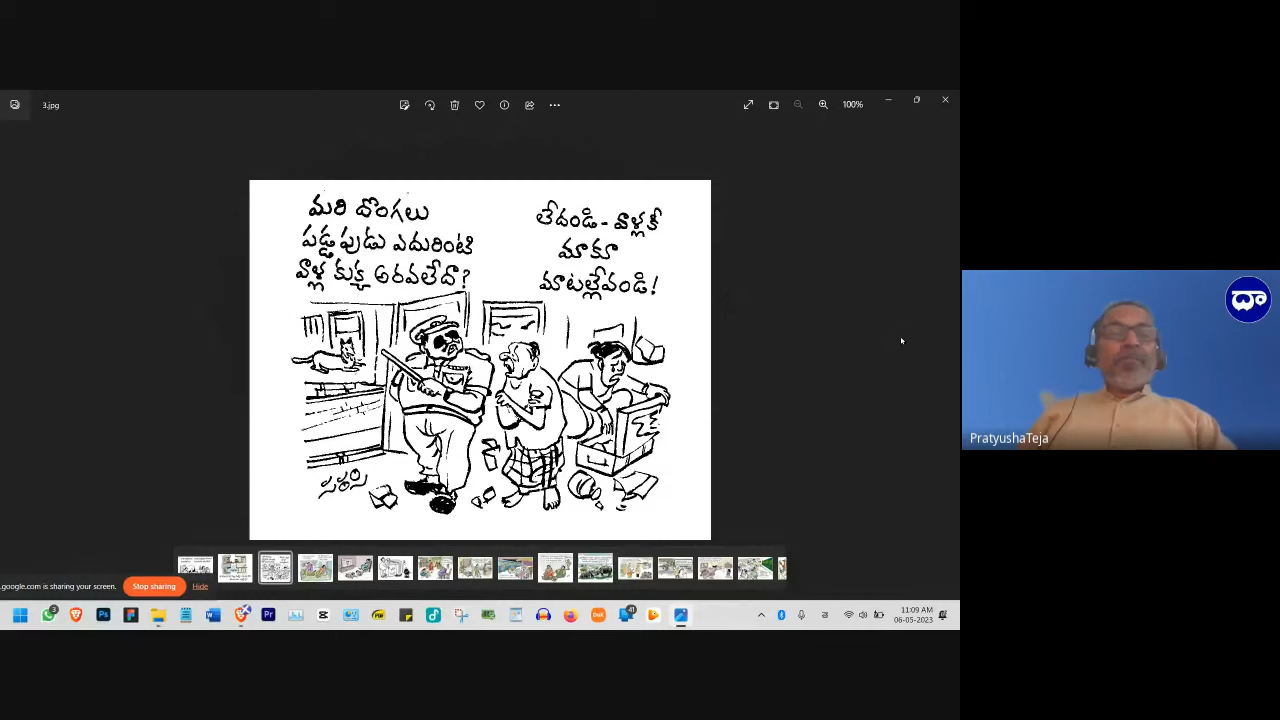 3.jpg
100%
మరి దొంగలు
పడ్డప్పుడు ఎదురింటి
వాళ్ల కుక్క అరవలేదా?
లేదండి - వాళ్లకీ
మాకూ
మాటల్లేవండి!
సరసి
.google.com is sharing your screen.
Stop sharing
Hide
11:09 AM
06-05-2023
PratyushaTeja